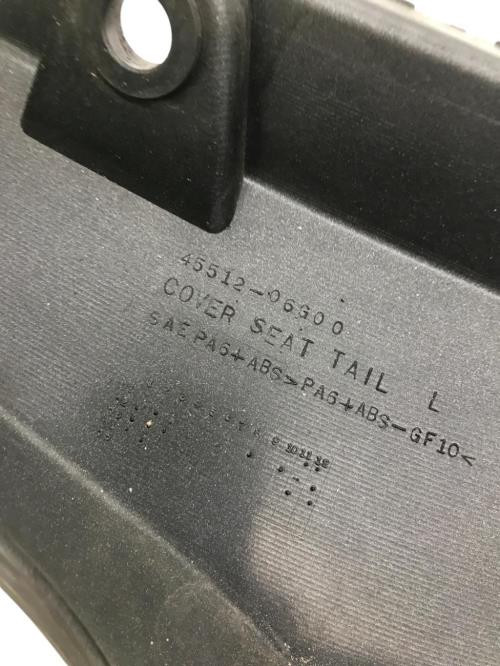 45512-06G00
COVER SEAT TAIL L
SAE PA6+ABS>PA6+ABS-GF10<